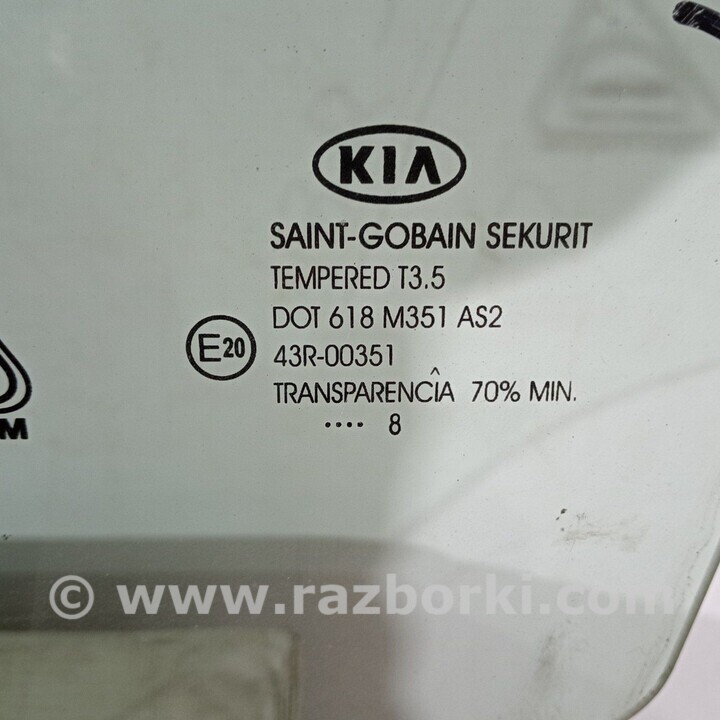 KIA
SAINT-GOBAIN SEKURIT
TEMPERED T3.5
DOT 618 M351 AS2
E20 43R-00351
TRANSPARENCÎA 70% MIN.
.... 8
M
© www.razborki.com